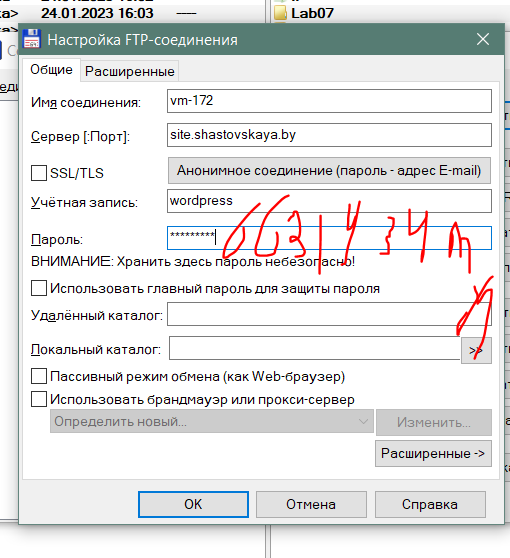 ка> 24.01.2023 16:03 -----
Lab07
Настройка FTP-соединения
Общие Расширенные
Имя соединения: vm-172
Сервер [:Порт]: site.shastovskaya.by
SSL/TLS Анонимное соединение (пароль - адрес E-mail)
Учётная запись: wordpress
Пароль: *********
ВНИМАНИЕ: Хранить здесь пароль небезопасно!
Использовать главный пароль для защиты пароля
Удалённый каталог:
Локальный каталог: >>
Пассивный режим обмена (как Web-браузер)
Использовать брандмауэр или прокси-сервер
Определить новый... Изменить...
Расширенные ->
OK Отмена Справка